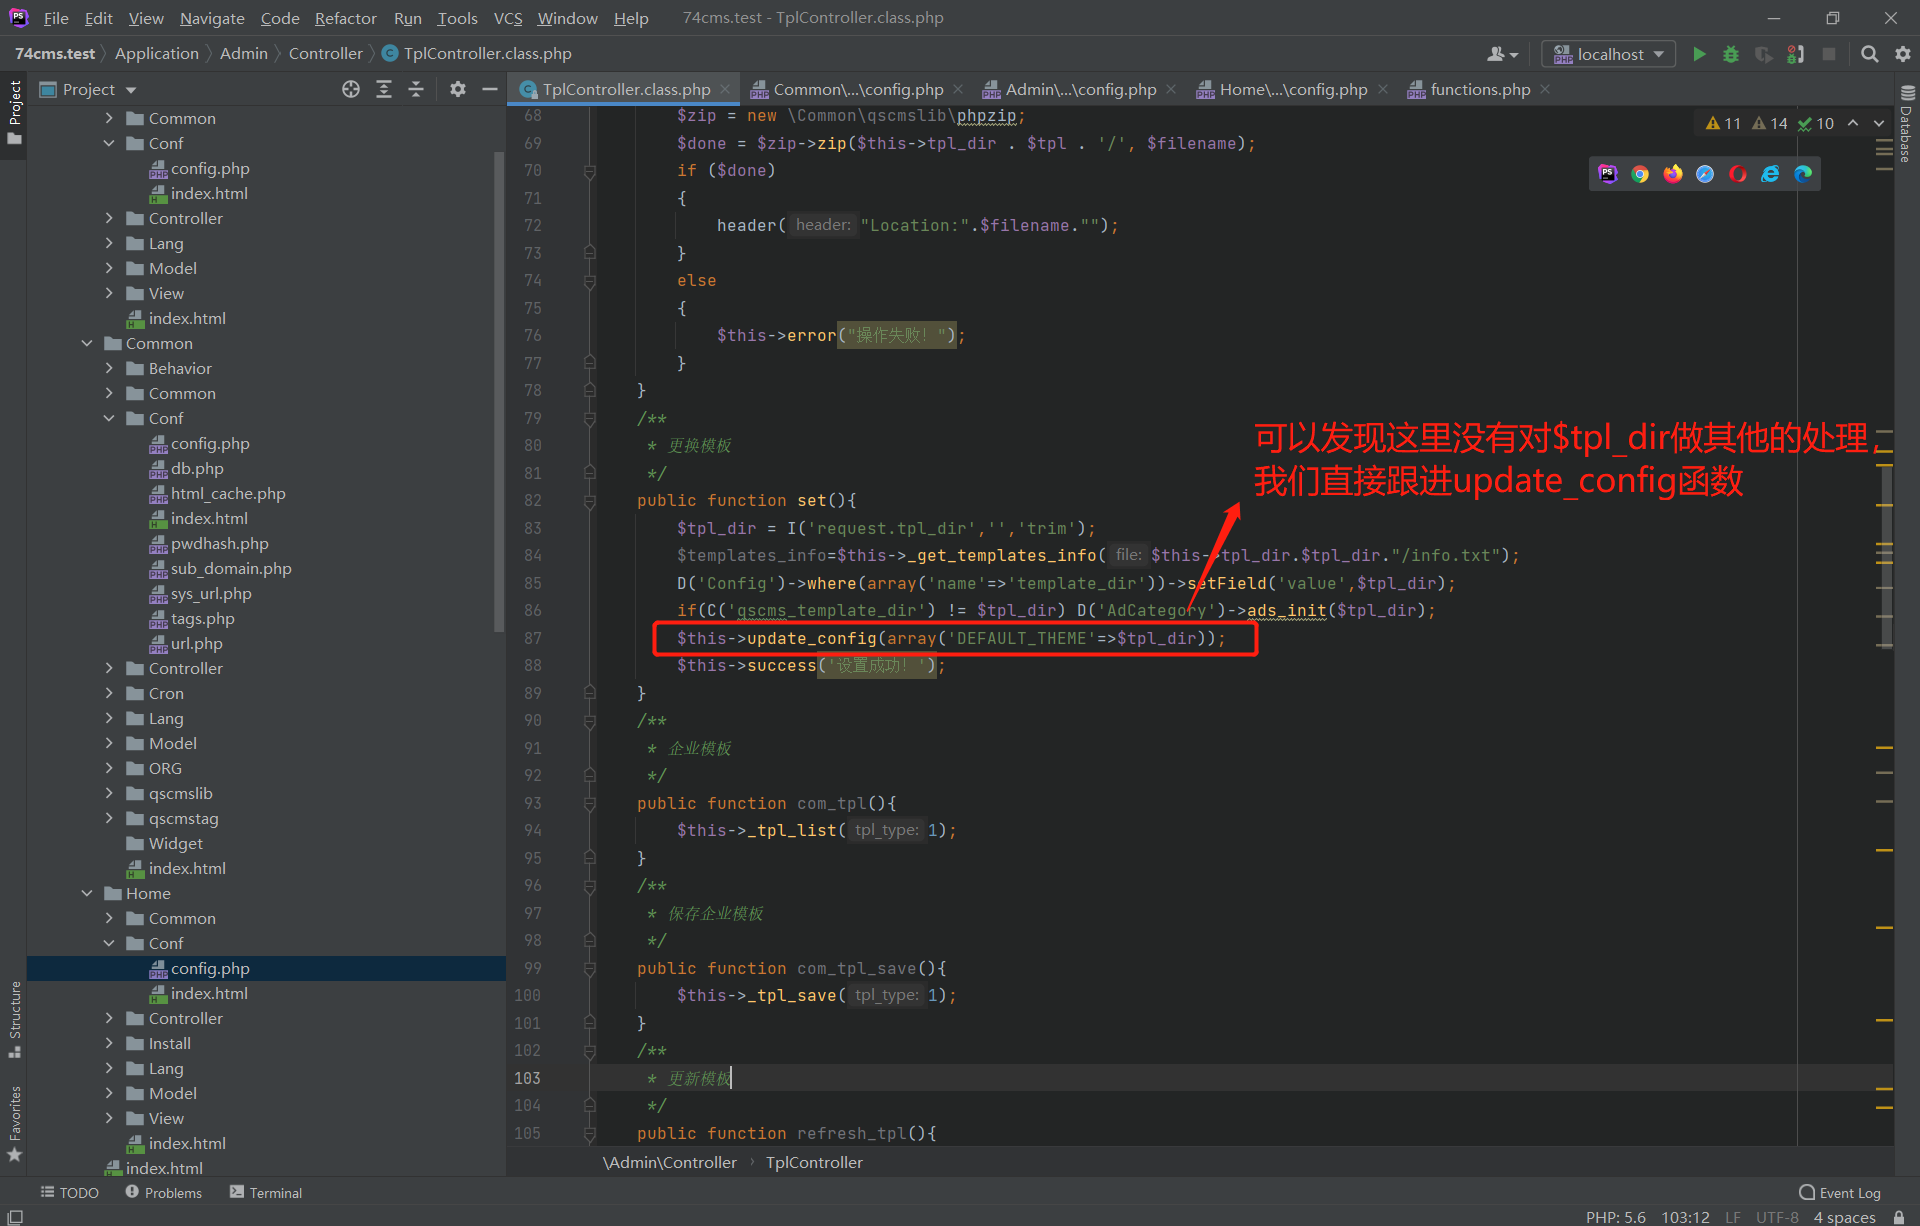 File Edit View Navigate Code Refactor Run Tools VCS Window Help 74cms.test - TplController.class.php
74cms.test Application Admin Controller TplController.class.php
localhost
Project
TplController.class.php Common\...\config.php Admin\...\config.php Home\...\config.php functions.php
Project
Structure
Favorites
Database
11 14 10
Common
Conf
config.php
index.html
Controller
Lang
Model
View
index.html
Common
Behavior
Common
Conf
config.php
db.php
html_cache.php
index.html
pwdhash.php
sub_domain.php
sys_url.php
tags.php
url.php
Controller
Cron
Lang
Model
ORG
qscmslib
qscmstag
Widget
index.html
Home
Common
Conf
config.php
index.html
Controller
Install
Lang
Model
View
index.html
index.html
68 $zip = new \Common\qscmslib\phpzip;
69 $done = $zip->zip($this->tpl_dir . $tpl . '/', $filename);
70 if ($done)
71 {
72 header( header: "Location:".$filename."");
73 }
74 else
75 {
76 $this->error("操作失败！");
77 }
78 }
79 /**
80 * 更换模板
81 */
82 public function set(){
83 $tpl_dir = I('request.tpl_dir','','trim');
84 $templates_info=$this->_get_templates_info( file: $this->tpl_dir.$tpl_dir."/info.txt");
85 D('Config')->where(array('name'=>'template_dir'))->setField('value',$tpl_dir);
86 if(C('qscms_template_dir') != $tpl_dir) D('AdCategory')->ads_init($tpl_dir);
87 $this->update_config(array('DEFAULT_THEME'=>$tpl_dir));
88 $this->success('设置成功！');
89 }
90 /**
91 * 企业模板
92 */
93 public function com_tpl(){
94 $this->_tpl_list( tpl_type: 1);
95 }
96 /**
97 * 保存企业模板
98 */
99 public function com_tpl_save(){
100 $this->_tpl_save( tpl_type: 1);
101 }
102 /**
103 * 更新模板
104 */
105 public function refresh_tpl(){
可以发现这里没有对$tpl_dir做其他的处理，
我们直接跟进update_config函数
\Admin\Controller TplController
TODO Problems Terminal Event Log
PHP: 5.6 103:12 LF UTF-8 4 spaces